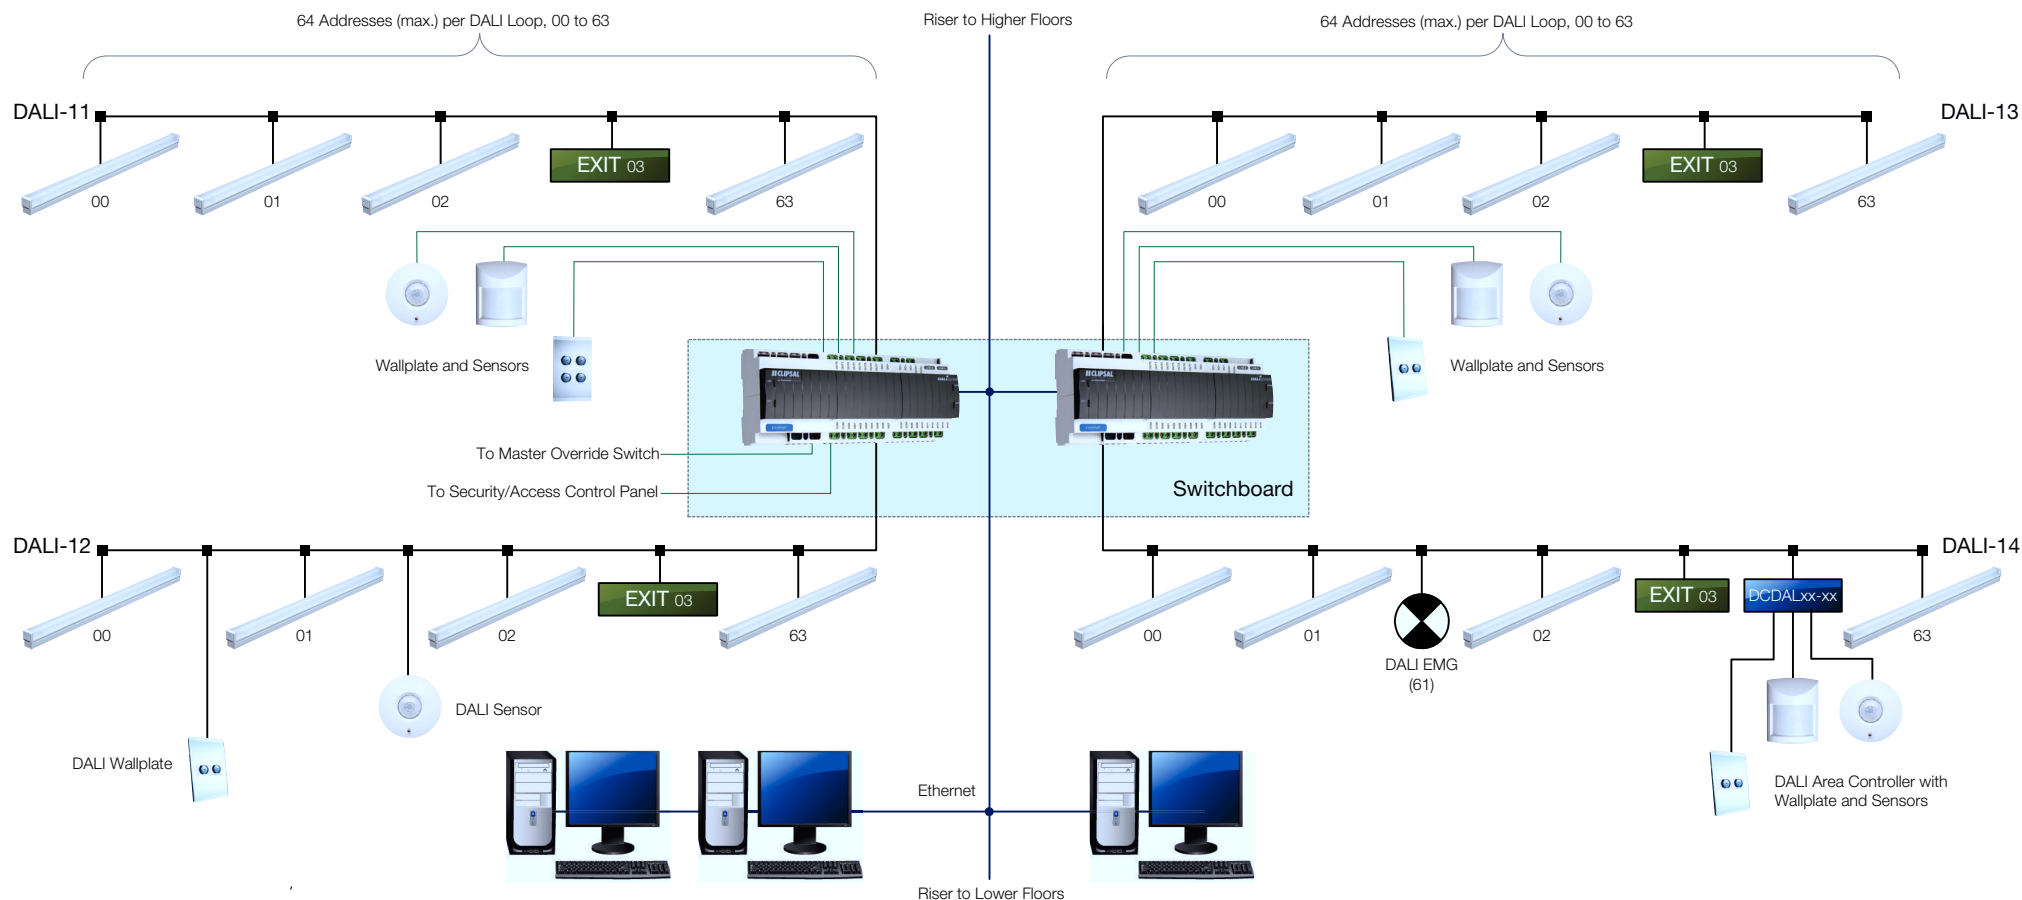 64 Addresses (max.) per DALI Loop, 00 to 63
Riser to Higher Floors
64 Addresses (max.) per DALI Loop, 00 to 63
DALI-11
DALI-13
EXIT 03
EXIT 03
00
01
02
63
00
01
02
63
Wallplate and Sensors
Wallplate and Sensors
CLIPSAL
CLIPSAL
To Master Override Switch
To Security/Access Control Panel
Switchboard
DALI-12
DALI-14
EXIT 03
EXIT 03
DCDALxx-xx
00
01
02
63
00
01
02
63
DALI EMG
(61)
DALI Sensor
DALI Wallplate
Ethernet
DALI Area Controller with
Wallplate and Sensors
Riser to Lower Floors